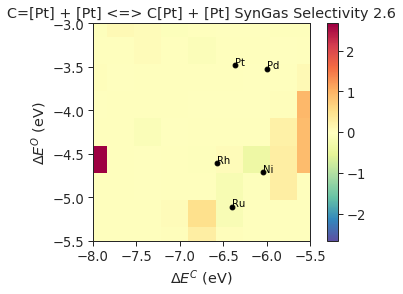 C=[Pt] + [Pt] <=> C[Pt] + [Pt] SynGas Selectivity 2.6
−3.0
−3.5
−4.0
−4.5
−5.0
−5.5
ΔE^O (eV)
Pt
Pd
Rh
Ni
Ru
−8.0 −7.5 −7.0 −6.5 −6.0 −5.5
ΔE^C (eV)
2
1
0
−1
−2